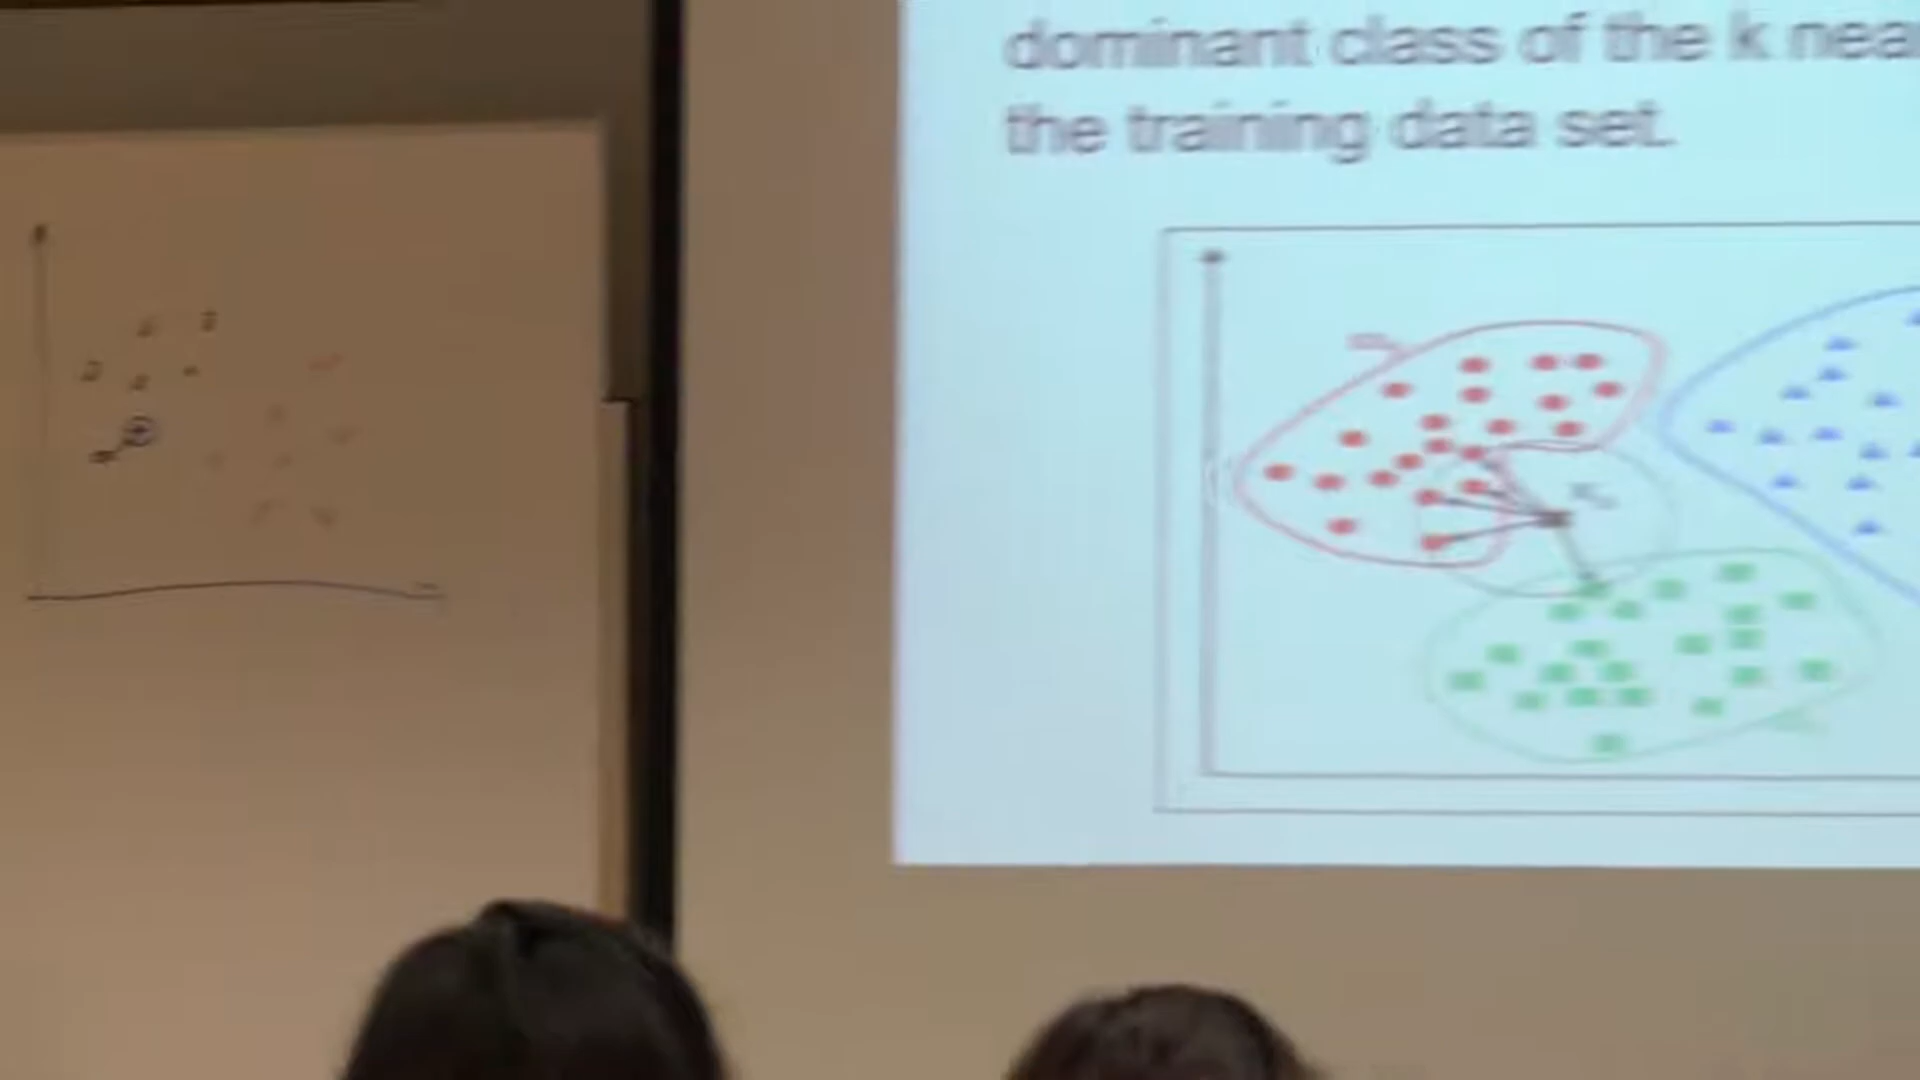 dominant class of the k nea
the training data set.